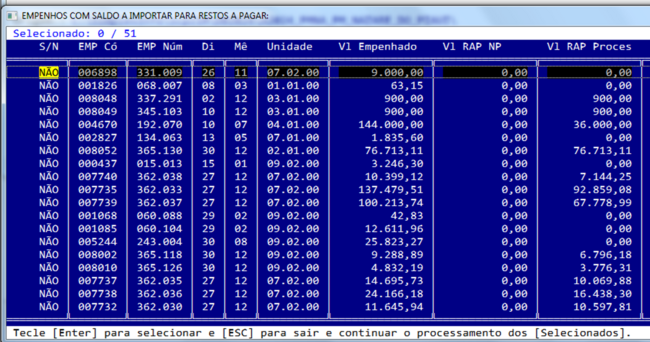 EMPENHOS COM SALDO A IMPORTAR PARA RESTOS A PAGAR:
Selecionado: 0 / 51
S/N EMP Có EMP Núm Di Mê Unidade Vl Empenhado Vl RAP NP Vl RAP Proces
NÃO 006898 331.009 26 11 07.02.00 9.000,00 0,00 0,00
NÃO 001826 068.007 08 03 01.01.00 63,15 0,00 0,00
NÃO 008048 337.291 02 12 03.01.00 900,00 0,00 900,00
NÃO 008049 345.103 10 12 03.01.00 900,00 0,00 900,00
NÃO 004670 192.070 10 07 04.01.00 144.000,00 0,00 36.000,00
NÃO 002827 134.063 13 05 07.01.00 1.835,60 0,00 0,00
NÃO 008052 365.130 30 12 02.01.00 76.713,11 0,00 76.713,11
NÃO 000437 015.013 15 01 09.02.00 3.246,30 0,00 0,00
NÃO 007740 362.038 27 12 07.02.00 10.399,12 0,00 7.144,25
NÃO 007735 362.033 27 12 07.02.00 137.479,51 0,00 92.859,08
NÃO 007739 362.037 27 12 07.02.00 100.213,74 0,00 67.778,99
NÃO 001068 060.088 29 02 09.02.00 42,83 0,00 0,00
NÃO 001085 060.104 29 02 09.02.00 12.611,96 0,00 0,00
NÃO 005244 243.004 30 08 09.02.00 25.823,27 0,00 0,00
NÃO 008002 365.118 30 12 09.02.00 9.288,89 0,00 6.796,18
NÃO 008010 365.126 30 12 09.02.00 4.832,19 0,00 3.776,31
NÃO 007737 362.035 27 12 07.02.00 14.695,73 0,00 10.069,88
NÃO 007738 362.036 27 12 07.02.00 24.166,18 0,00 16.438,30
NÃO 007732 362.030 27 12 07.02.00 11.645,94 0,00 10.597,81
Tecle [Enter] para selecionar e [ESC] para sair e continuar o processamento dos [Selecionados].